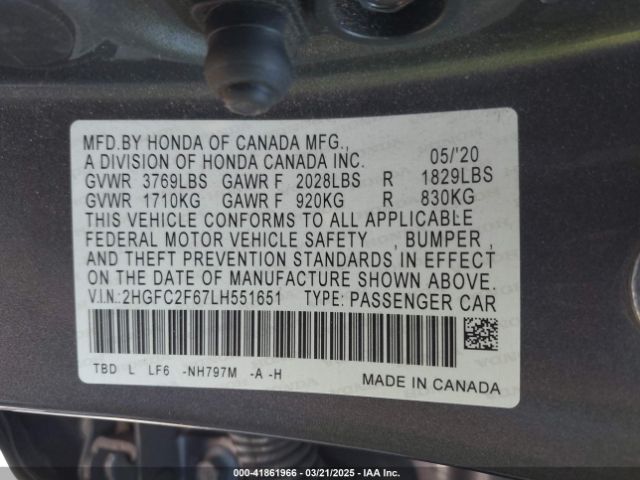 MFD.BY HONDA OF CANADA MFG.,
A DIVISION OF HONDA CANADA INC. 05/'20
GVWR 3769LBS GAWR F 2028LBS R 1829LBS
GVWR 1710KG GAWR F 920KG R 830KG
THIS VEHICLE CONFORMS TO ALL APPLICABLE
FEDERAL MOTOR VEHICLE SAFETY , BUMPER ,
AND THEFT PREVENTION STANDARDS IN EFFECT
ON THE DATE OF MANUFACTURE SHOWN ABOVE.
V.I.N.:2HGFC2F67LH551651 TYPE: PASSENGER CAR
TBD L LF6 -NH797M -A -H
MADE IN CANADA
000-41861966 — 03/21/2025 — IAA Inc.